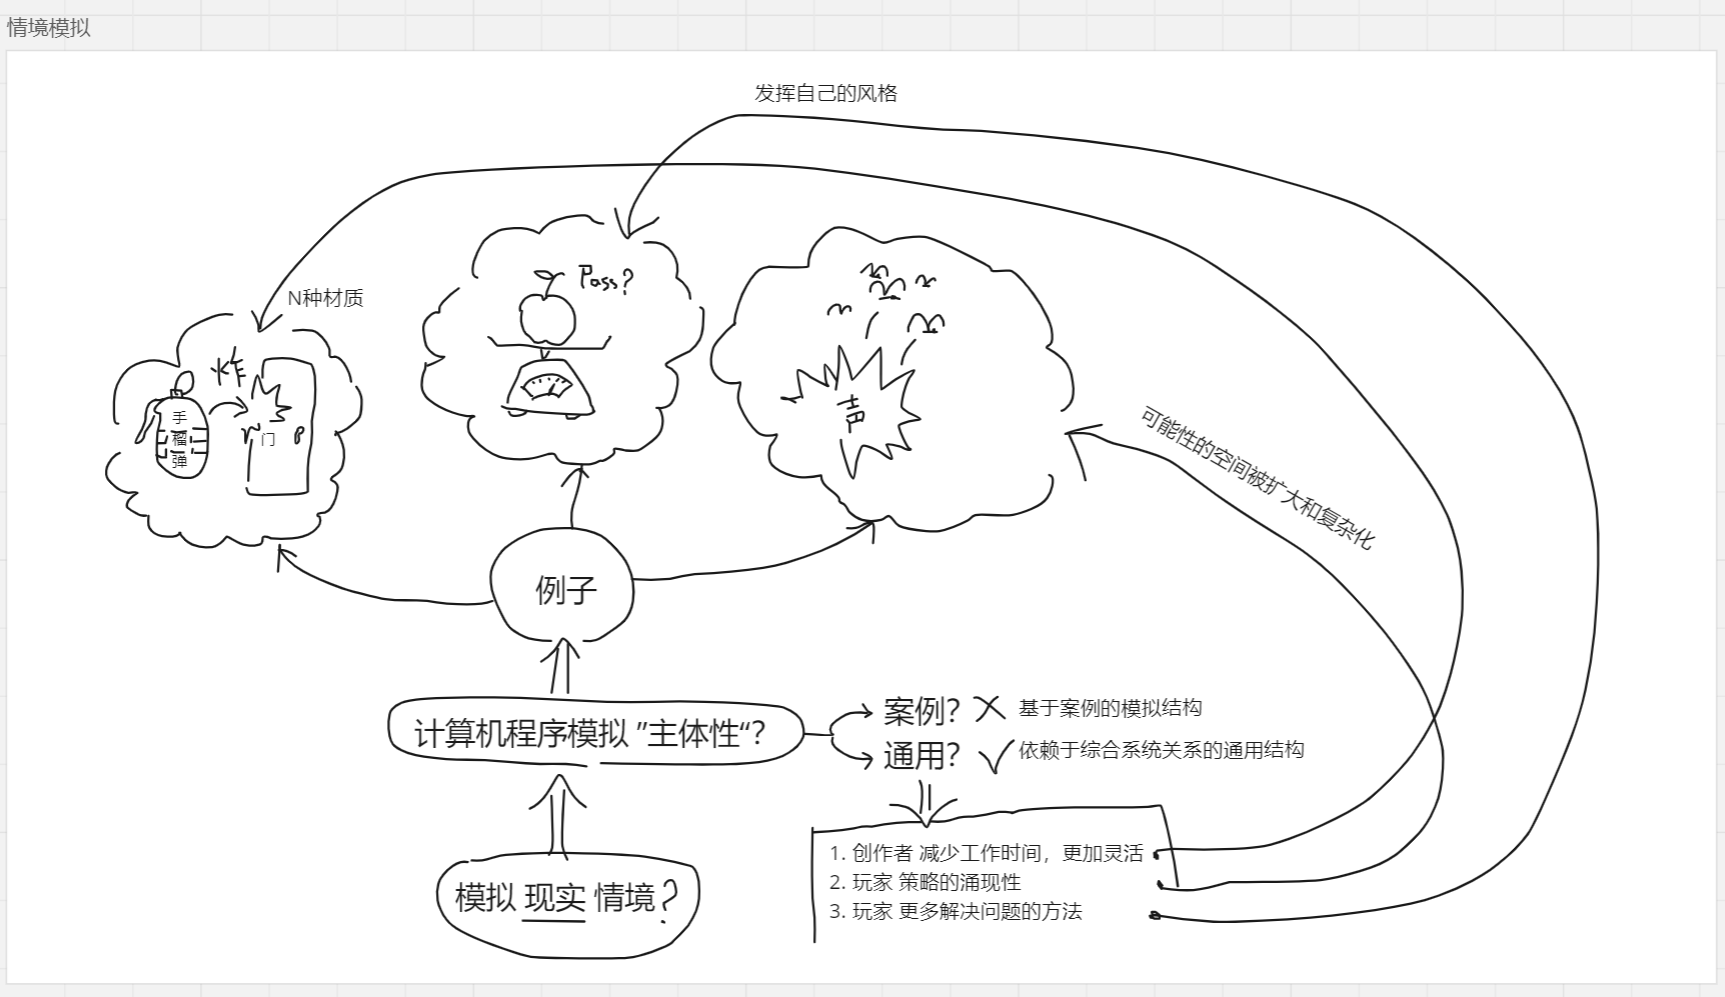 情境模拟
发挥自己的风格
N种材质
炸
手
榴
弹
门
Pass?
声
可能性的空间被扩大和复杂化
例子
计算机程序模拟 ”主体性“?
案例? 基于案例的模拟结构
通用? 依赖于综合系统关系的通用结构
1. 创作者 减少工作时间，更加灵活
2. 玩家 策略的涌现性
3. 玩家 更多解决问题的方法
模拟 现实 情境?